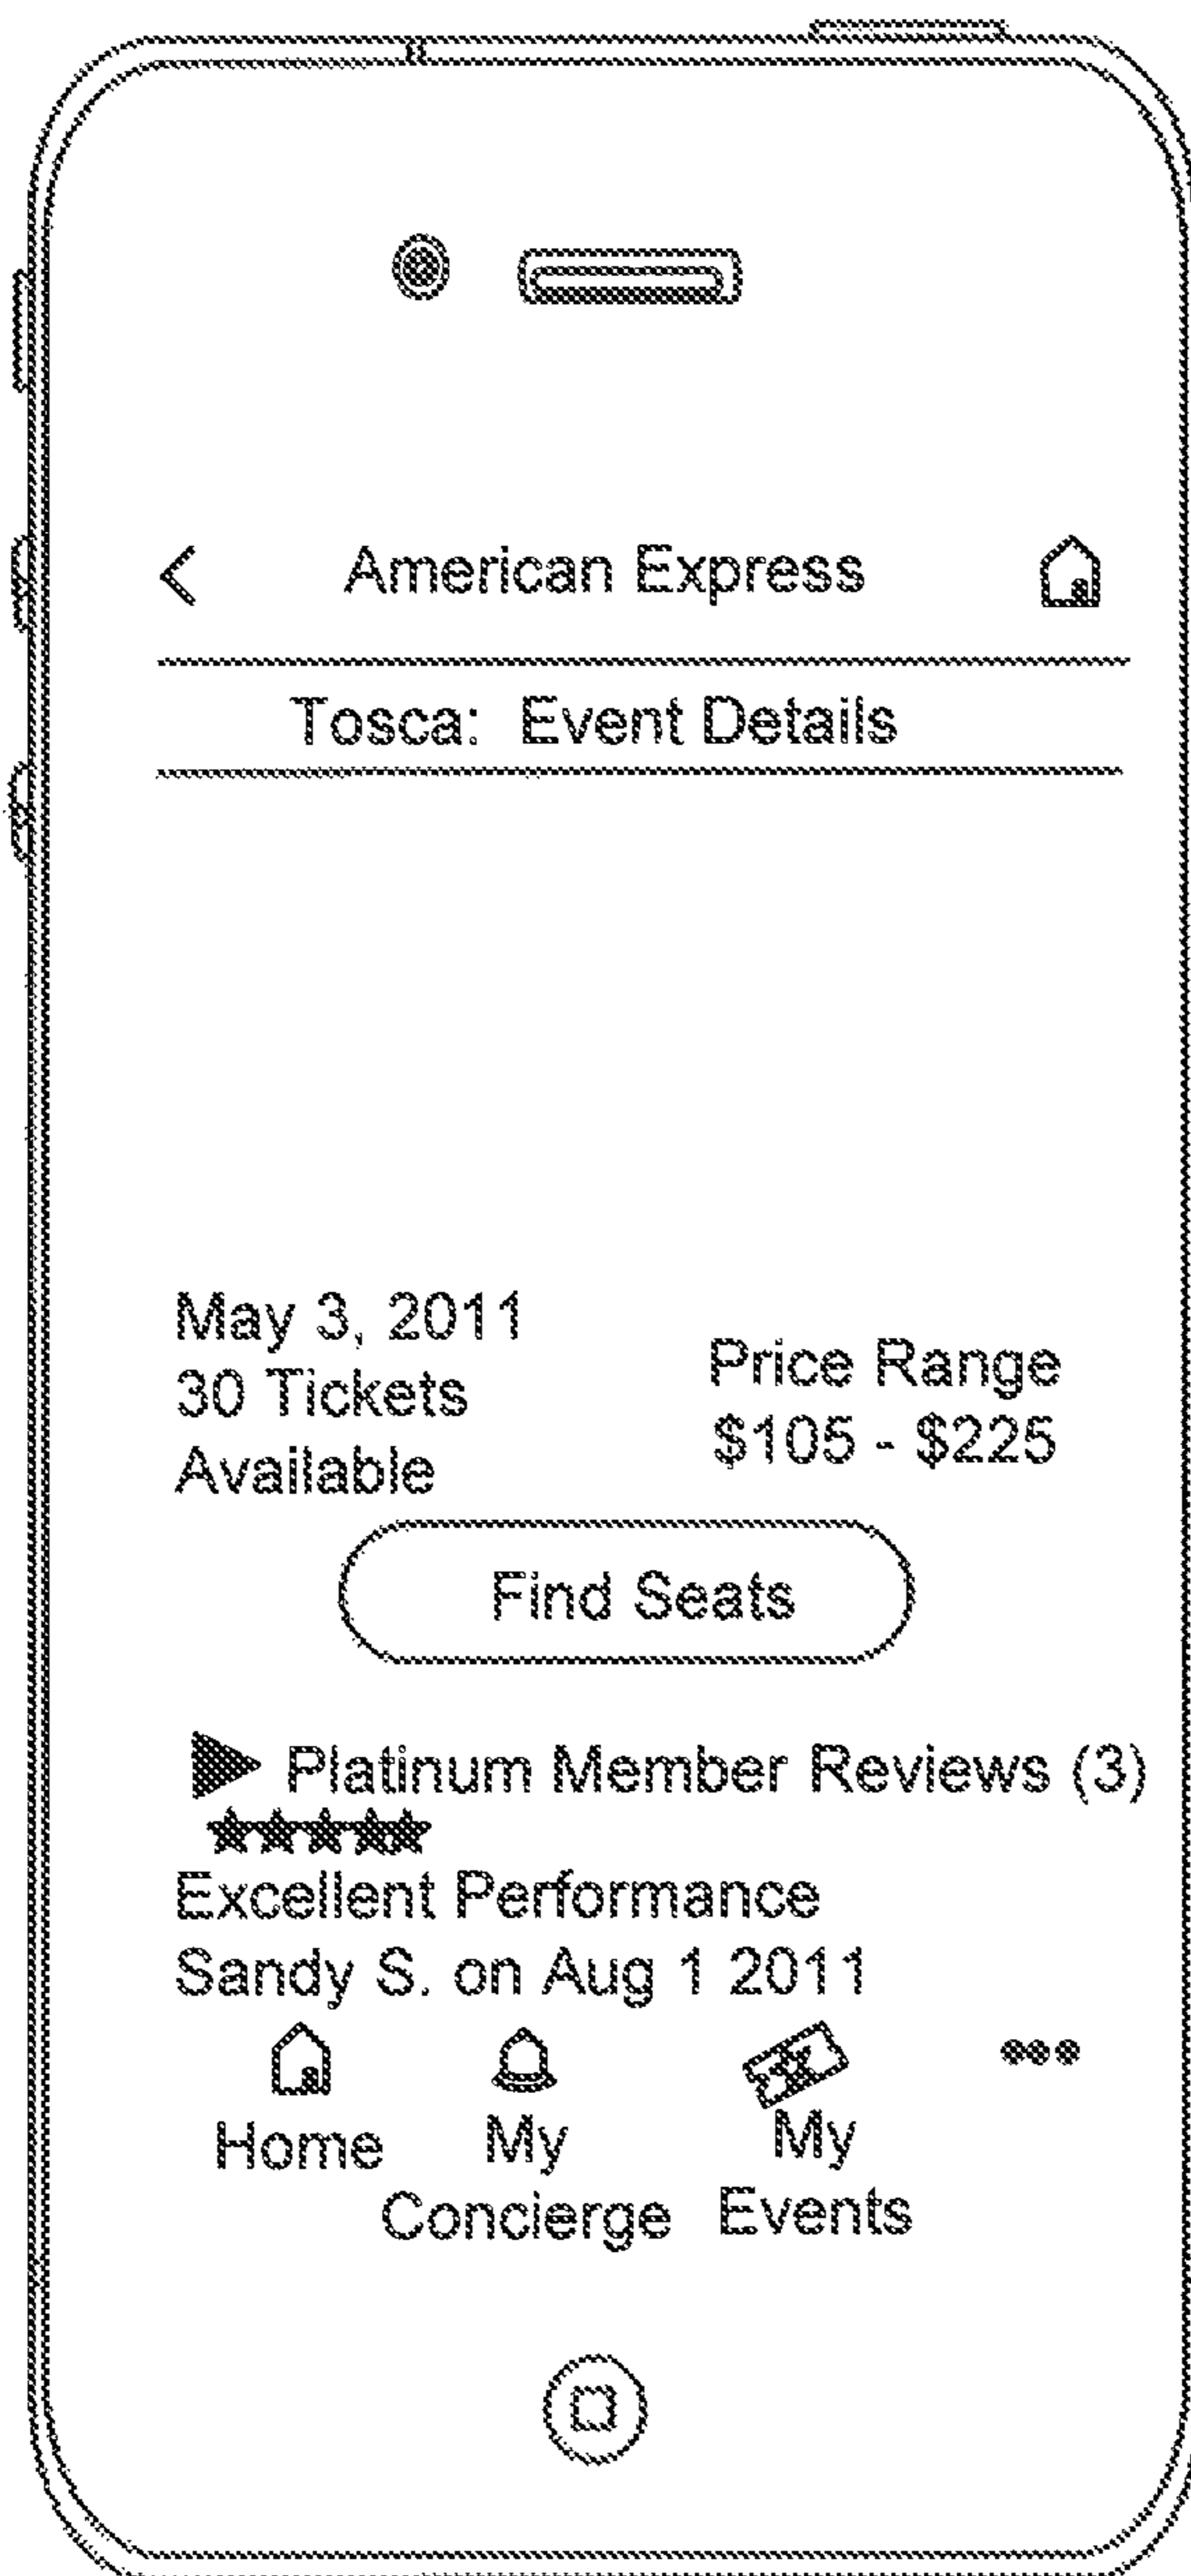 American Express
Tosca: Event Details
May 3, 2011
30 Tickets
Available
Price Range
$105 - $225
Find Seats
Platinum Member Reviews (3)
Excellent Performance
Sandy S. on Aug 1 2011
Home
My
Concierge
My
Events